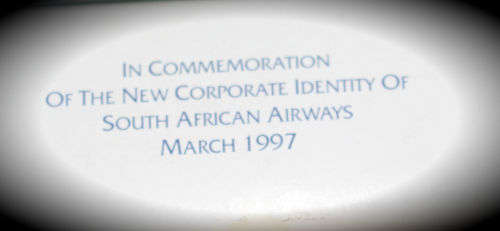 In Commemoration
Of The New Corporate Identity Of
South African Airways
March 1997